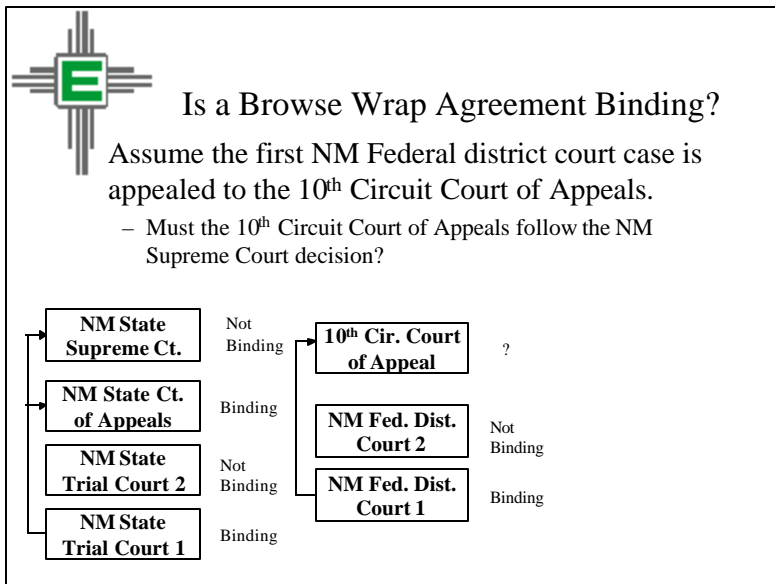 E
Is a Browse Wrap Agreement Binding?
Assume the first NM Federal district court case is
appealed to the 10th Circuit Court of Appeals.
– Must the 10th Circuit Court of Appeals follow the NM
Supreme Court decision?
NM State
Supreme Ct.
Not
Binding
NM State Ct.
of Appeals
Binding
NM State
Trial Court 2
Not
Binding
NM State
Trial Court 1
Binding
10th Cir. Court
of Appeal
?
NM Fed. Dist.
Court 2
Not
Binding
NM Fed. Dist.
Court 1
Binding